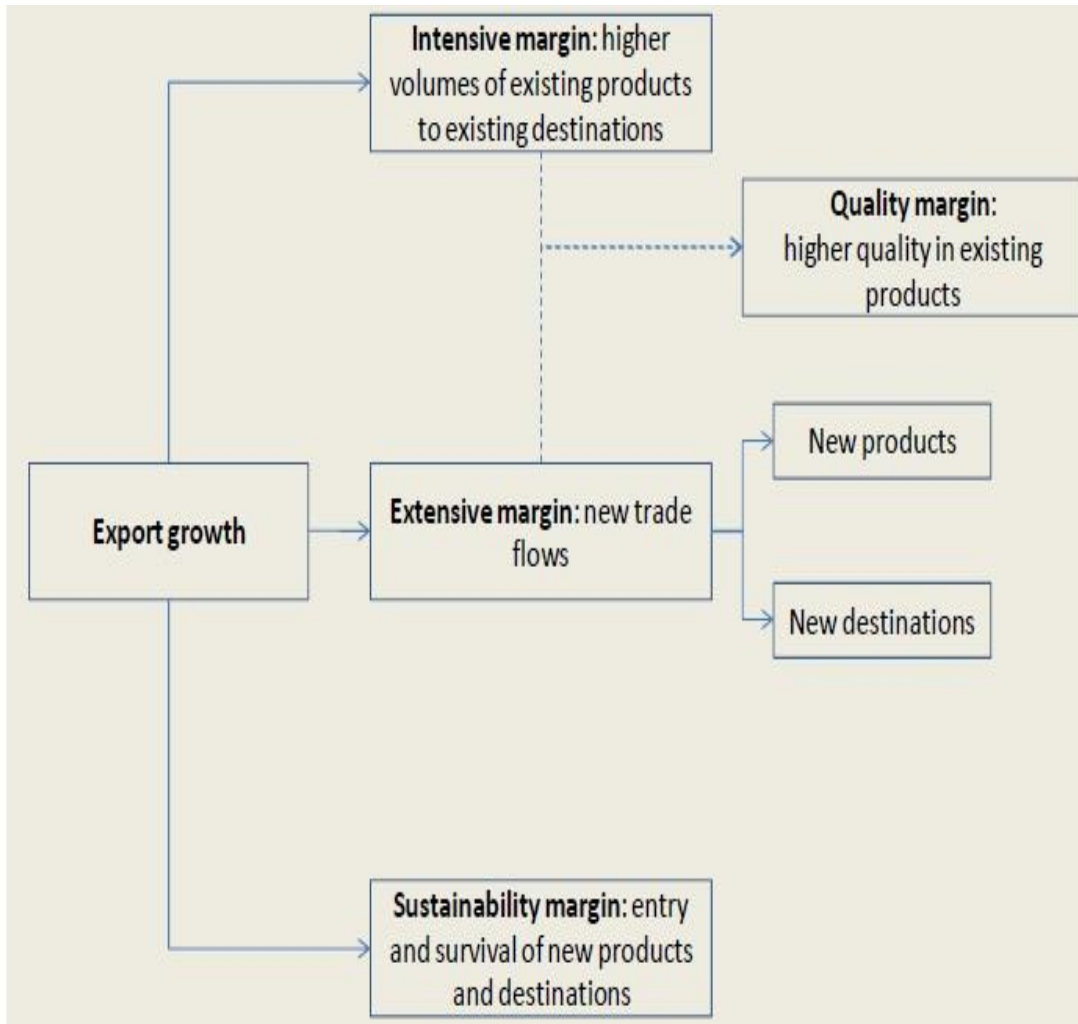 Intensive margin: higher
volumes of existing products
to existing destinations
Quality margin:
higher quality in existing
products
New products
Export growth
Extensive margin: new trade
flows
New destinations
Sustainability margin: entry
and survival of new products
and destinations